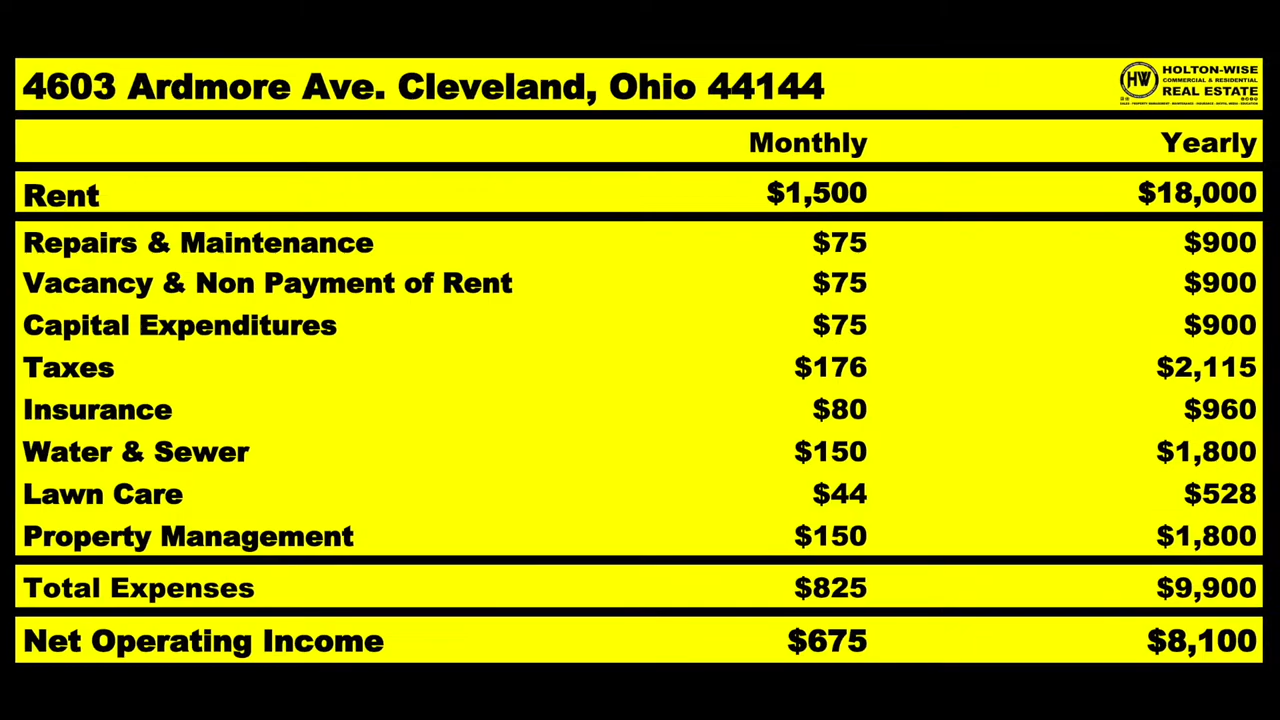 4603 Ardmore Ave. Cleveland, Ohio 44144
HOLTON-WISE
COMMERCIAL & RESIDENTIAL
REAL ESTATE
HW
Monthly Yearly
Rent $1,500 $18,000
Repairs & Maintenance $75 $900
Vacancy & Non Payment of Rent $75 $900
Capital Expenditures $75 $900
Taxes $176 $2,115
Insurance $80 $960
Water & Sewer $150 $1,800
Lawn Care $44 $528
Property Management $150 $1,800
Total Expenses $825 $9,900
Net Operating Income $675 $8,100